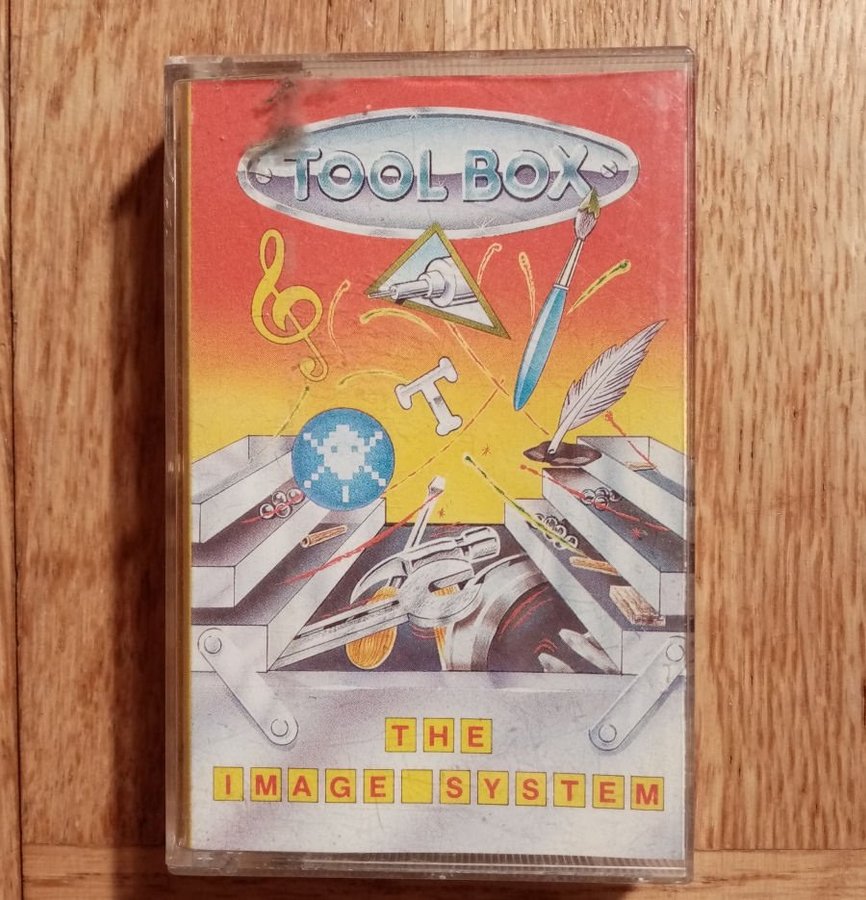 TOOL BOX
T
THE
IMAGE SYSTEM